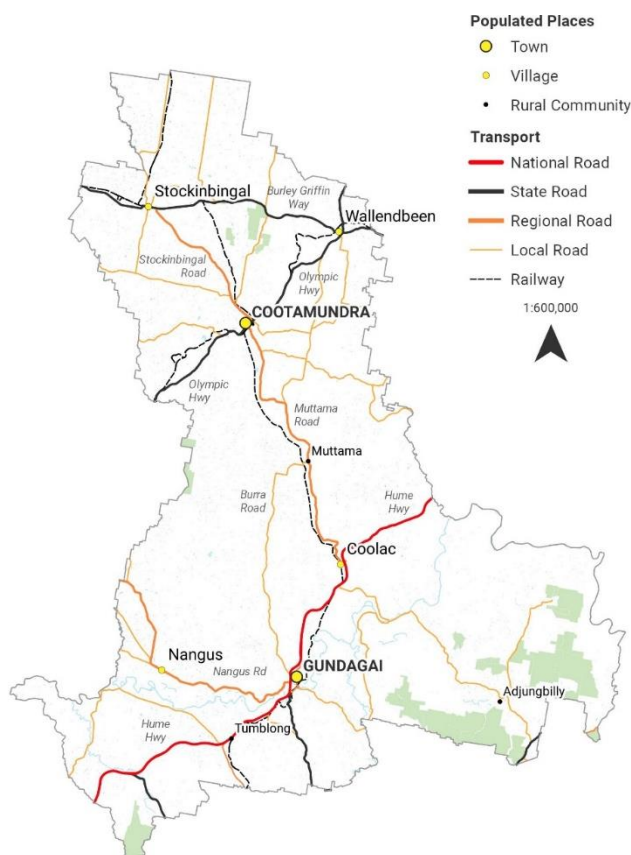 Populated Places
Town
Village
Rural Community
Transport
National Road
State Road
Regional Road
Local Road
Railway
1:600,000
Stockinbingal
Burley Griffin
Way
Wallendbeen
Stockinbingal
Road
Olympic
Hwy
COOTAMUNDRA
Olympic
Hwy
Muttama
Road
Muttama
Burra
Road
Hume
Hwy
Coolac
Nangus
Nangus Rd
GUNDAGAI
Adjungbilly
Hume
Hwy
Tumblong